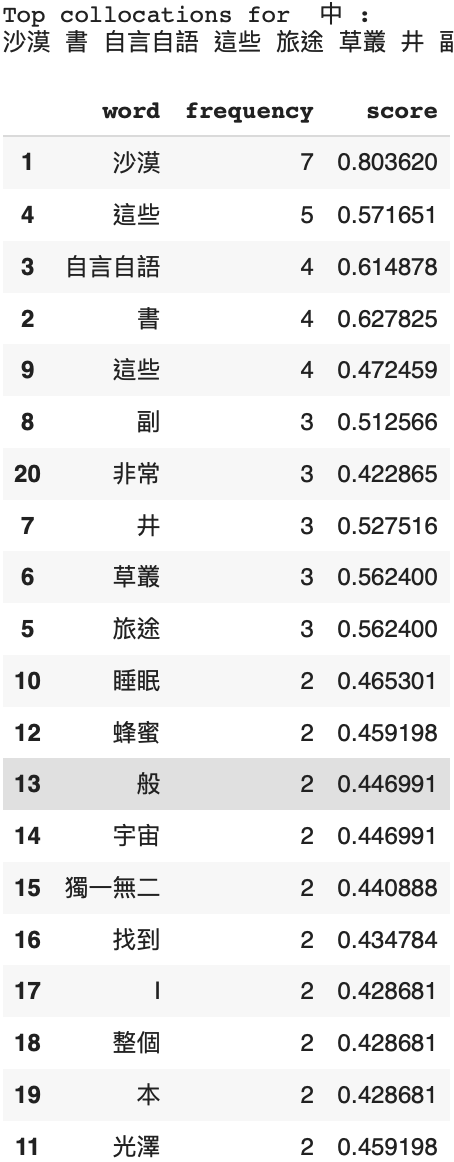 Top collocations for 中 :
沙漠 書 自言自語 這些 旅途 草叢 井 副
word frequency score
1 沙漠 7 0.803620
4 這些 5 0.571651
3 自言自語 4 0.614878
2 書 4 0.627825
9 這些 4 0.472459
8 副 3 0.512566
20 非常 3 0.422865
7 井 3 0.527516
6 草叢 3 0.562400
5 旅途 3 0.562400
10 睡眠 2 0.465301
12 蜂蜜 2 0.459198
13 般 2 0.446991
14 宇宙 2 0.446991
15 獨一無二 2 0.440888
16 找到 2 0.434784
17 I 2 0.428681
18 整個 2 0.428681
19 本 2 0.428681
11 光澤 2 0.459198